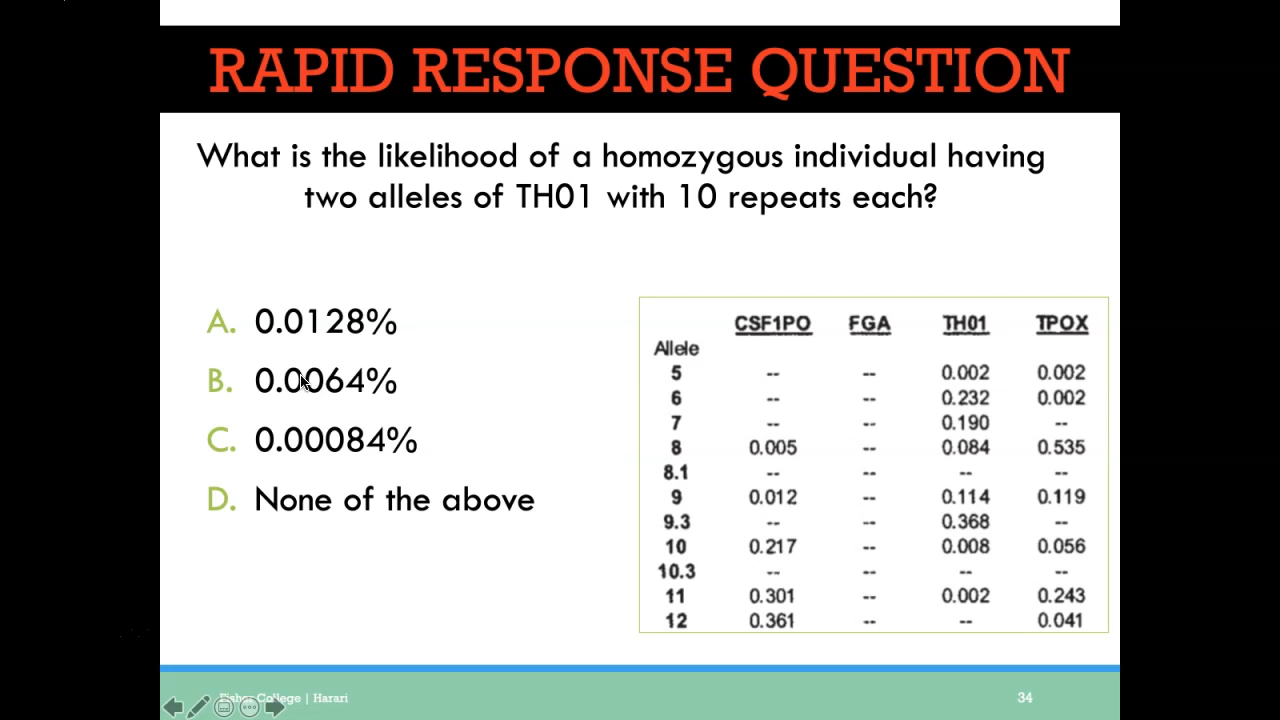 RAPID RESPONSE QUESTION
What is the likelihood of a homozygous individual having
two alleles of TH01 with 10 repeats each?
A. 0.0128%
B. 0.0064%
C. 0.00084%
D. None of the above
CSF1PO FGA TH01 TPOX
Allele
5 -- -- 0.002 0.002
6 -- -- 0.232 0.002
7 -- -- 0.190 --
8 0.005 -- 0.084 0.535
8.1 -- -- -- --
9 0.012 -- 0.114 0.119
9.3 -- -- 0.368 --
10 0.217 -- 0.008 0.056
10.3 -- -- -- --
11 0.301 -- 0.002 0.243
12 0.361 -- -- 0.041
Fisher College | Harari
34